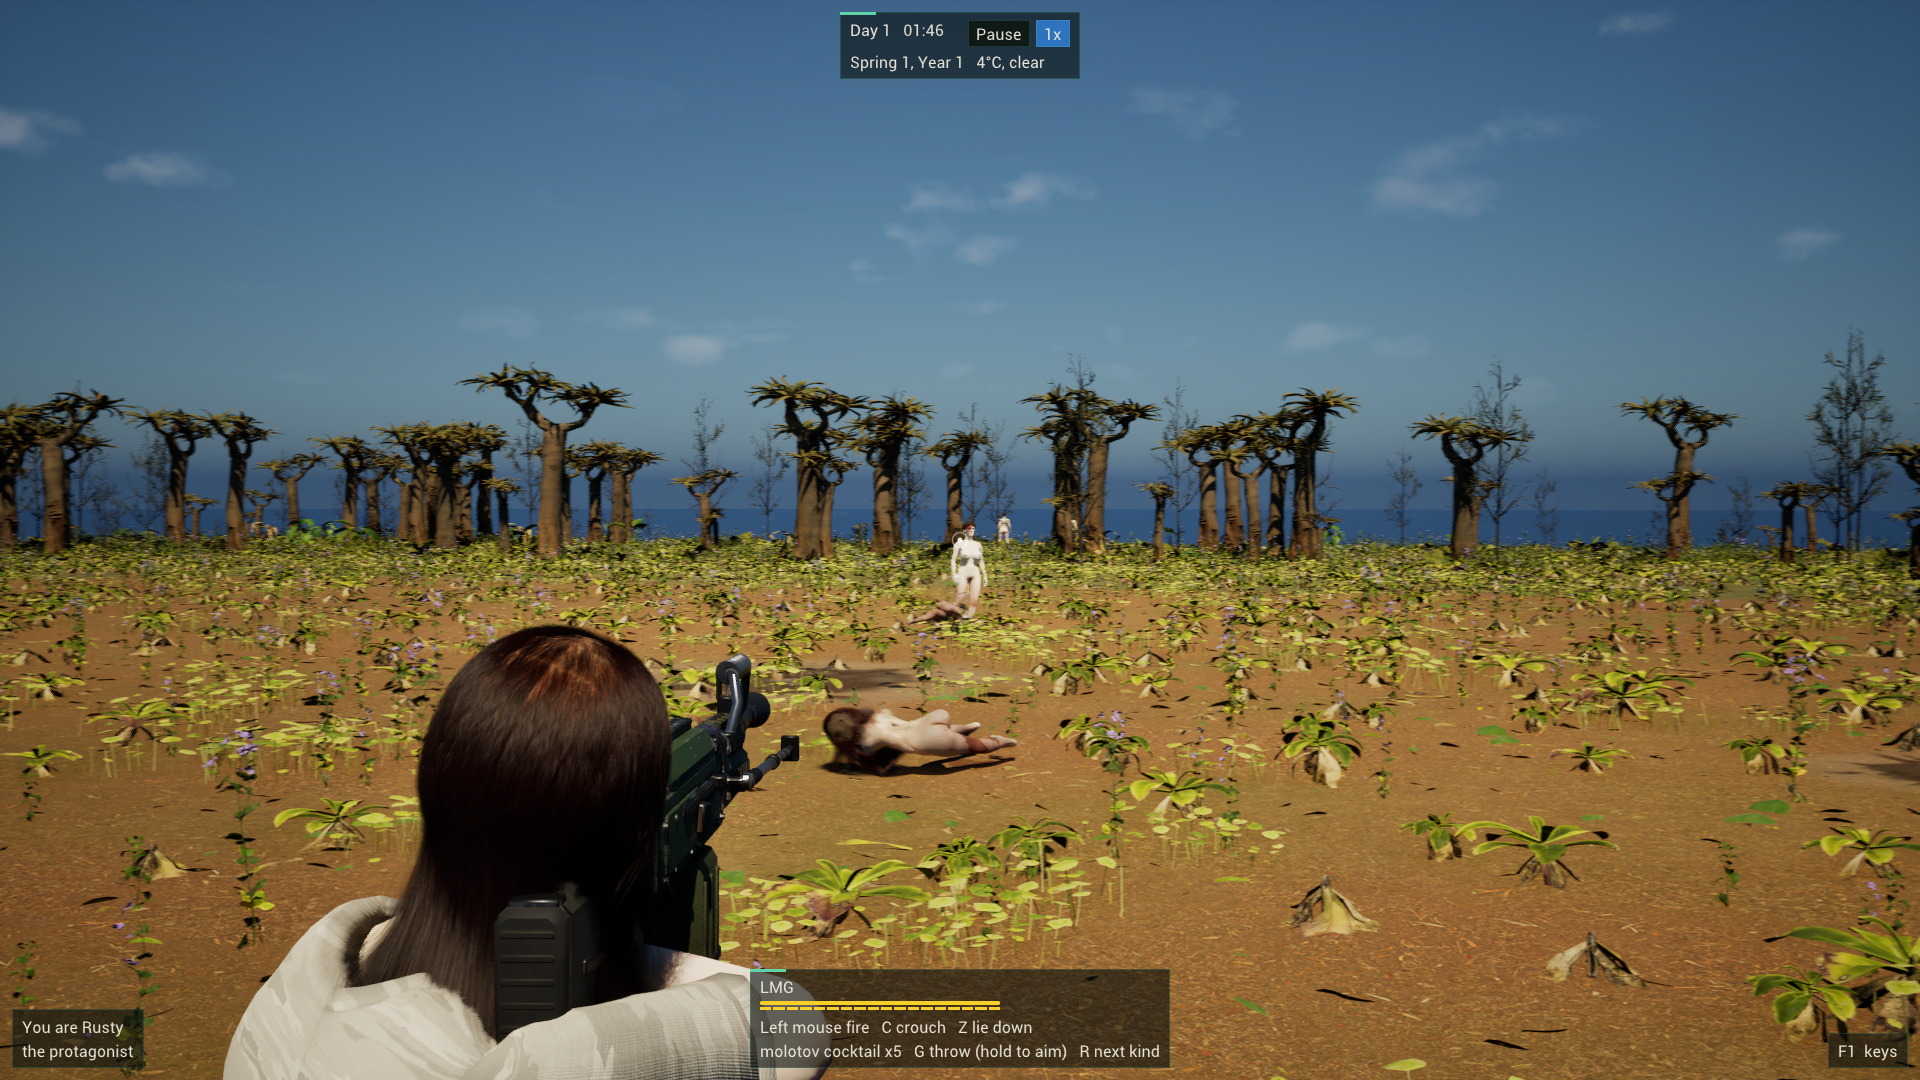 Day 1 01:46 Pause 1x
Spring 1, Year 1 4°C, clear
LMG
Left mouse fire C crouch Z lie down
molotov cocktail x5 G throw (hold to aim) R next kind
You are Rusty
the protagonist
F1 keys